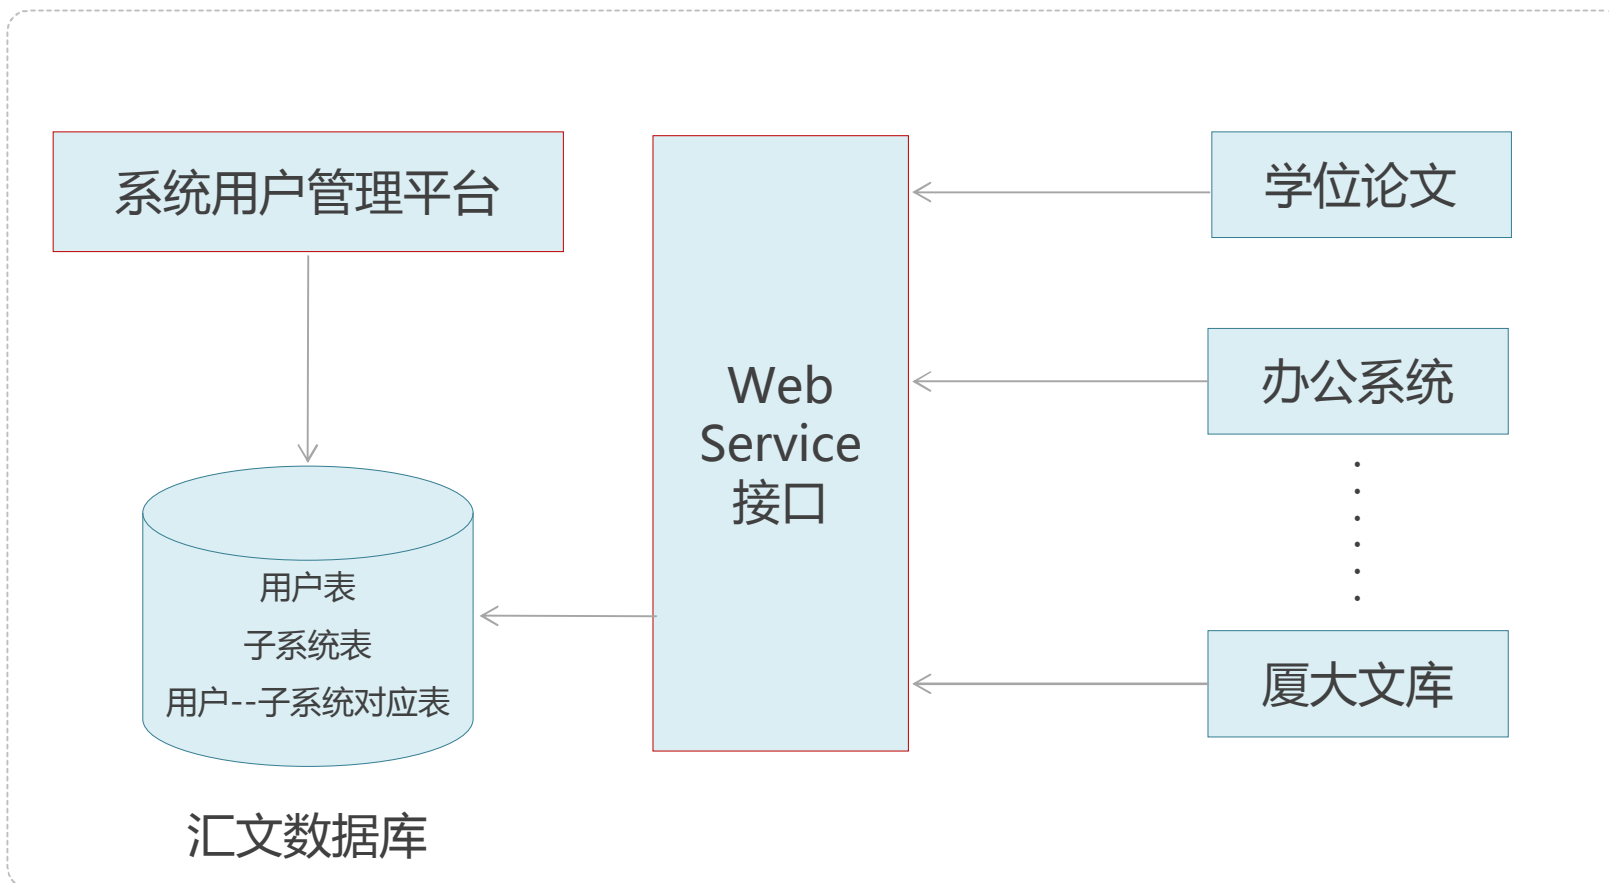 系统用户管理平台
学位论文
Web
Service
接口
办公系统
用户表
子系统表
用户--子系统对应表
厦大文库
汇文数据库